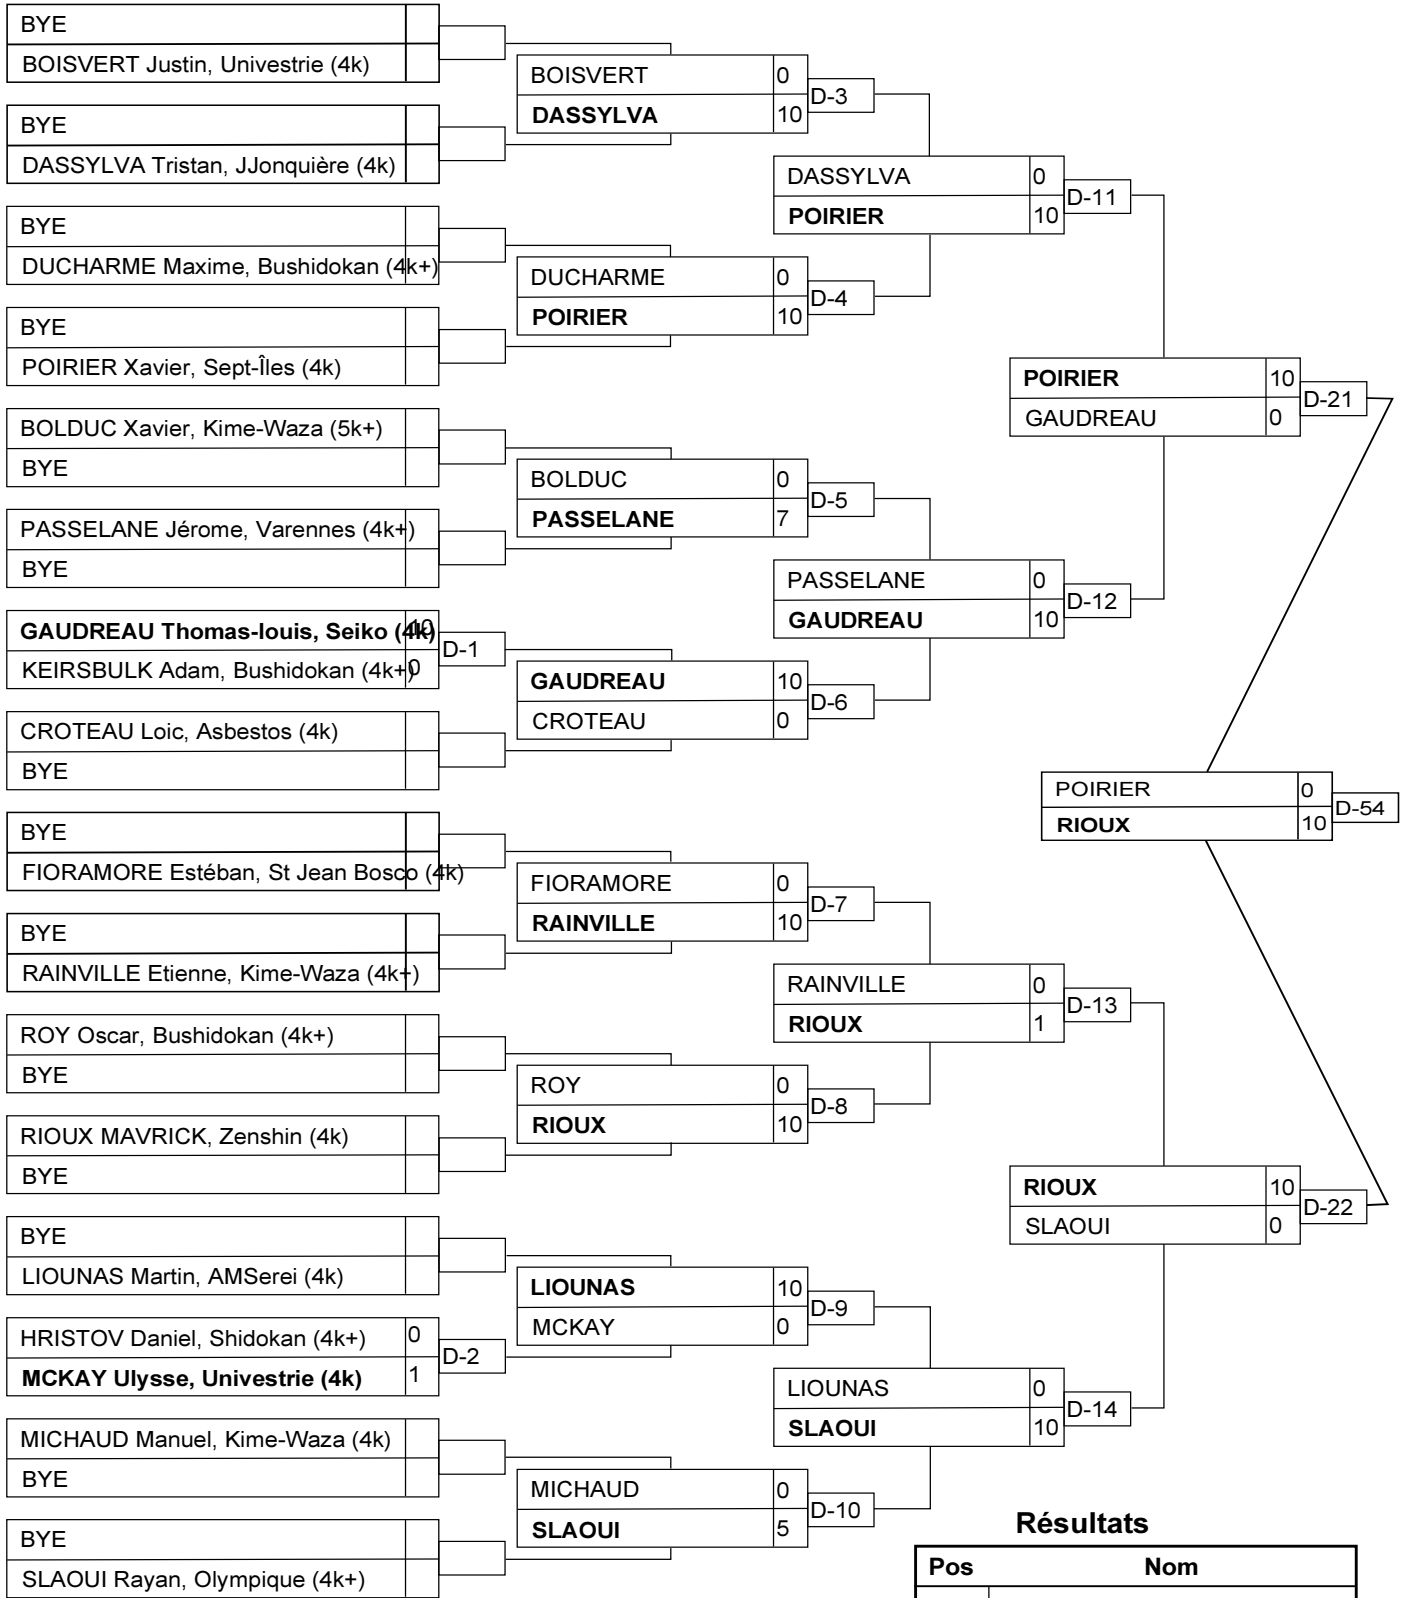 BYE
BOISVERT Justin, Univestrie (4k)
BYE
DASSYLVA Tristan, JJonquière (4k)
BYE
DUCHARME Maxime, Bushidokan (4k+)
BYE
POIRIER Xavier, Sept-Îles (4k)
BOLDUC Xavier, Kime-Waza (5k+)
BYE
PASSELANE Jérome, Varennes (4k+)
BYE
GAUDREAU Thomas-louis, Seiko (4k) 10
KEIRSBULK Adam, Bushidokan (4k+) 0
D-1
CROTEAU Loic, Asbestos (4k)
BYE
BYE
FIORAMORE Estéban, St Jean Bosco (4k)
BYE
RAINVILLE Etienne, Kime-Waza (4k+)
ROY Oscar, Bushidokan (4k+)
BYE
RIOUX MAVRICK, Zenshin (4k)
BYE
BYE
LIOUNAS Martin, AMSerei (4k)
HRISTOV Daniel, Shidokan (4k+) 0
MCKAY Ulysse, Univestrie (4k) 1
D-2
MICHAUD Manuel, Kime-Waza (4k)
BYE
BYE
SLAOUI Rayan, Olympique (4k+)
BOISVERT 0
DASSYLVA 10
D-3
DUCHARME 0
POIRIER 10
D-4
BOLDUC 0
PASSELANE 7
D-5
GAUDREAU 10
CROTEAU 0
D-6
FIORAMORE 0
RAINVILLE 10
D-7
ROY 0
RIOUX 10
D-8
LIOUNAS 10
MCKAY 0
D-9
MICHAUD 0
SLAOUI 5
D-10
DASSYLVA 0
POIRIER 10
D-11
PASSELANE 0
GAUDREAU 10
D-12
RAINVILLE 0
RIOUX 1
D-13
LIOUNAS 0
SLAOUI 10
D-14
POIRIER 10
GAUDREAU 0
D-21
RIOUX 10
SLAOUI 0
D-22
POIRIER 0
RIOUX 10
D-54
Résultats
Pos Nom